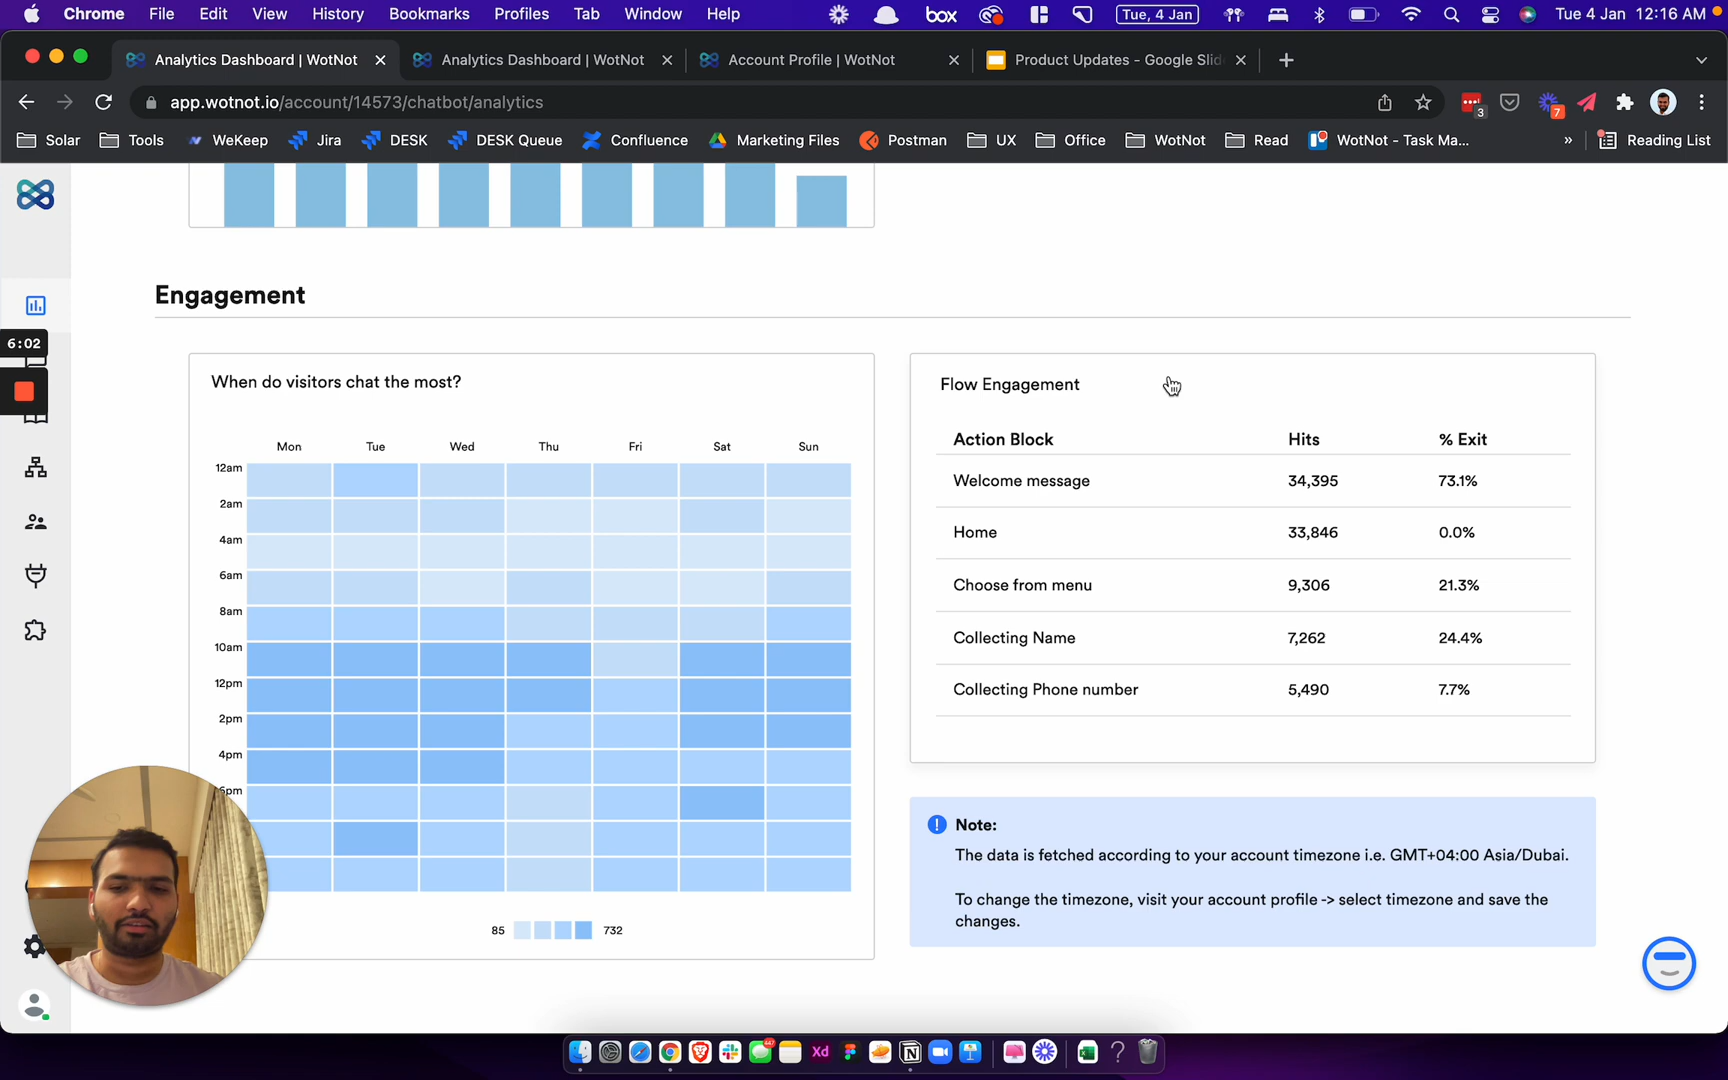 Chrome File Edit View History Bookmarks Profiles Tab Window Help box Tue, 4 Jan Tue 4 Jan 12:16 AM
Analytics Dashboard | WotNot Analytics Dashboard | WotNot Account Profile | WotNot Product Updates - Google Slid
app.wotnot.io/account/14573/chatbot/analytics 3 7
Solar Tools WeKeep Jira DESK DESK Queue Confluence Marketing Files Postman UX Office WotNot Read WotNot - Task Ma... » Reading List
Engagement
6:02
When do visitors chat the most?
Mon Tue Wed Thu Fri Sat Sun
12am
2am
4am
6am
8am
10am
12pm
2pm
4pm
6pm
85 732
Flow Engagement
Action Block Hits % Exit
Welcome message 34,395 73.1%
Home 33,846 0.0%
Choose from menu 9,306 21.3%
Collecting Name 7,262 24.4%
Collecting Phone number 5,490 7.7%
Note:
The data is fetched according to your account timezone i.e. GMT+04:00 Asia/Dubai.
To change the timezone, visit your account profile -> select timezone and save the
changes.
Xd